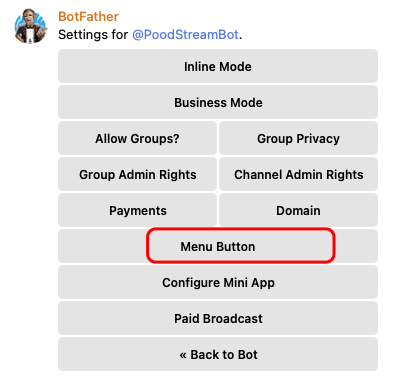 BotFather
Settings for @PoodStreamBot.
Inline Mode
Business Mode
Allow Groups? Group Privacy
Group Admin Rights Channel Admin Rights
Payments Domain
Menu Button
Configure Mini App
Paid Broadcast
« Back to Bot